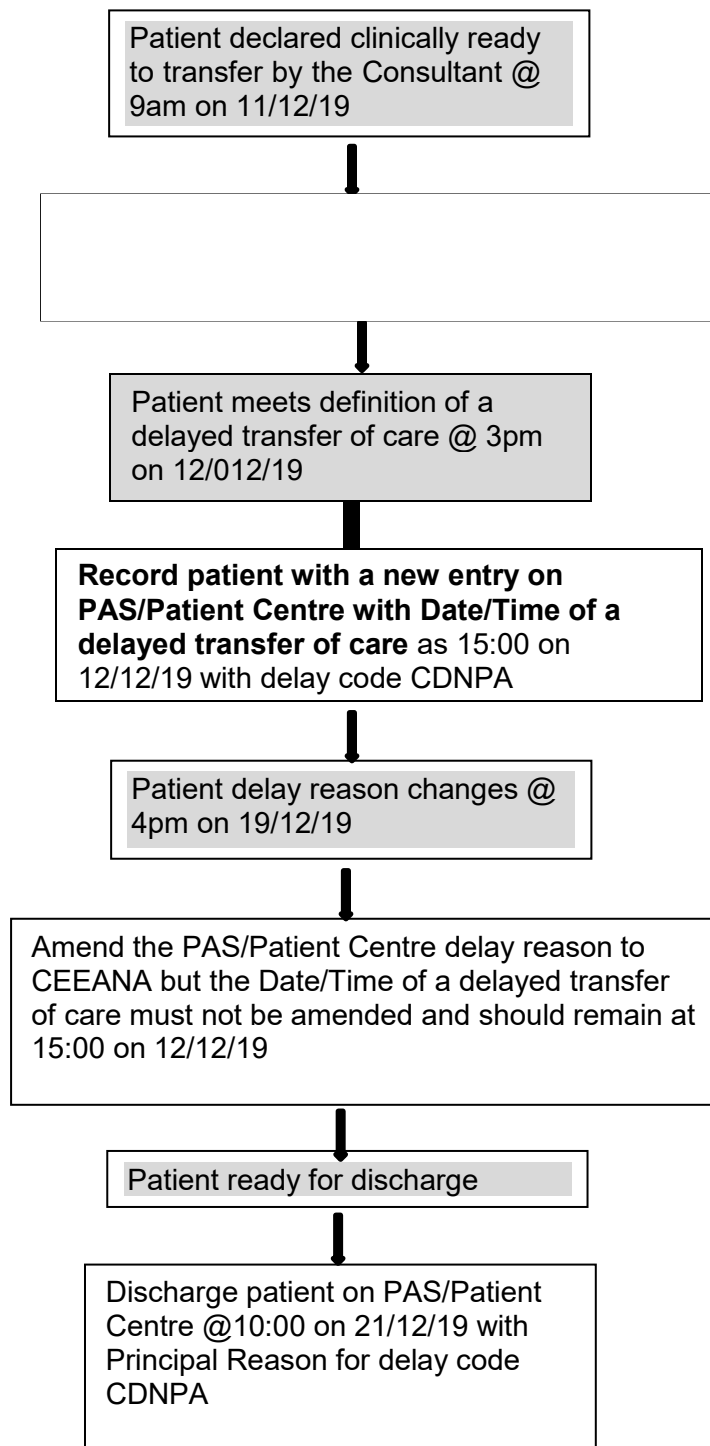 Patient declared clinically ready
to transfer by the Consultant @
9am on 11/12/19
Patient meets definition of a
delayed transfer of care @ 3pm
on 12/012/19
Record patient with a new entry on
PAS/Patient Centre with Date/Time of a
delayed transfer of care as 15:00 on
12/12/19 with delay code CDNPA
Patient delay reason changes @
4pm on 19/12/19
Amend the PAS/Patient Centre delay reason to
CEEANA but the Date/Time of a delayed transfer
of care must not be amended and should remain at
15:00 on 12/12/19
Patient ready for discharge
Discharge patient on PAS/Patient
Centre @10:00 on 21/12/19 with
Principal Reason for delay code
CDNPA